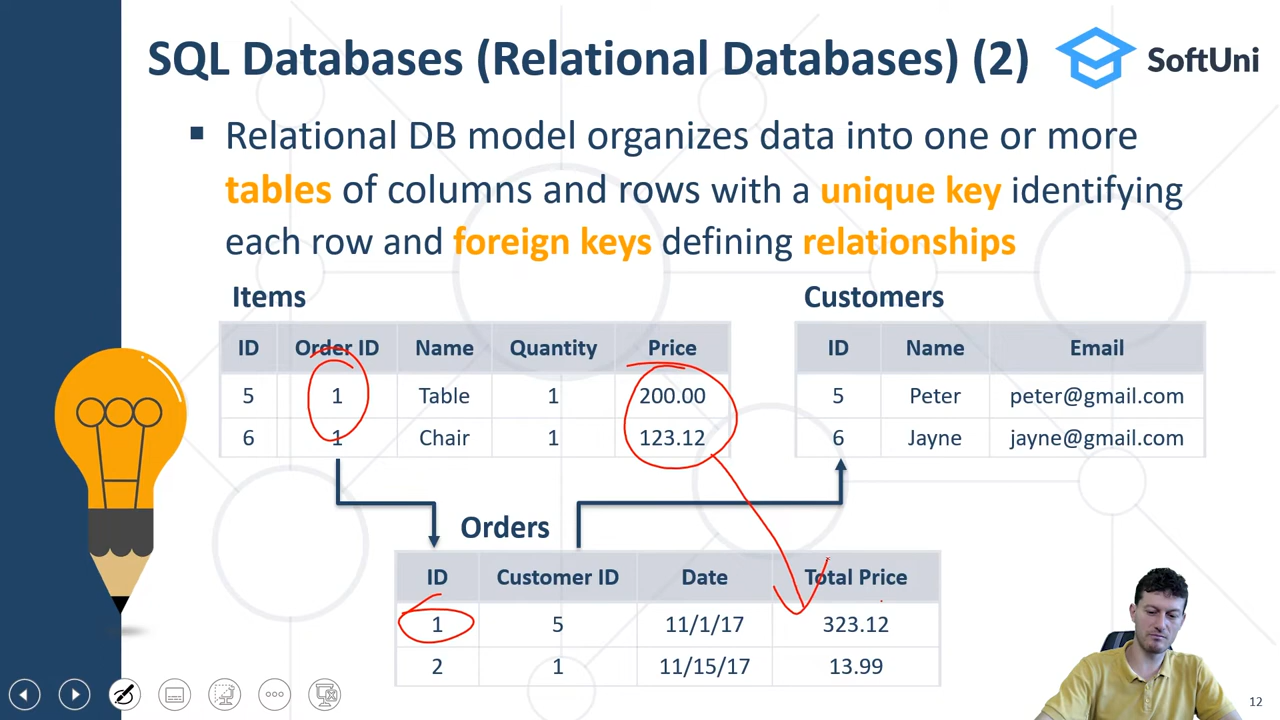 SQL Databases (Relational Databases) (2)
SoftUni
▪ Relational DB model organizes data into one or more
tables of columns and rows with a unique key identifying
each row and foreign keys defining relationships
Items
ID Order ID Name Quantity Price
5 1 Table 1 200.00
6 1 Chair 1 123.12
Customers
ID Name Email
5 Peter peter@gmail.com
6 Jayne jayne@gmail.com
Orders
ID Customer ID Date Total Price
1 5 11/1/17 323.12
2 1 11/15/17 13.99
12